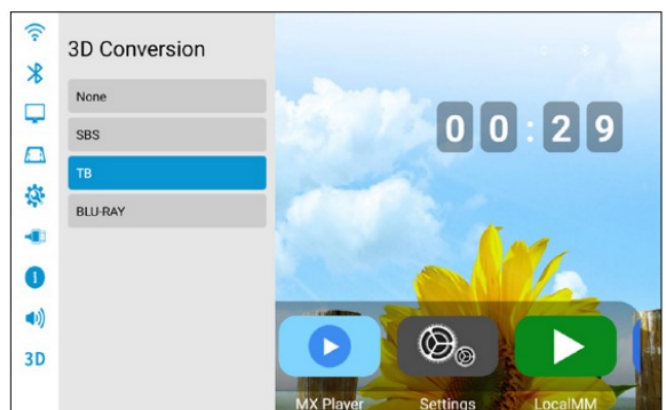 3D Conversion
None
SBS
TB
BLU-RAY
3D
00:29
MX Player
Settings
LocalMM